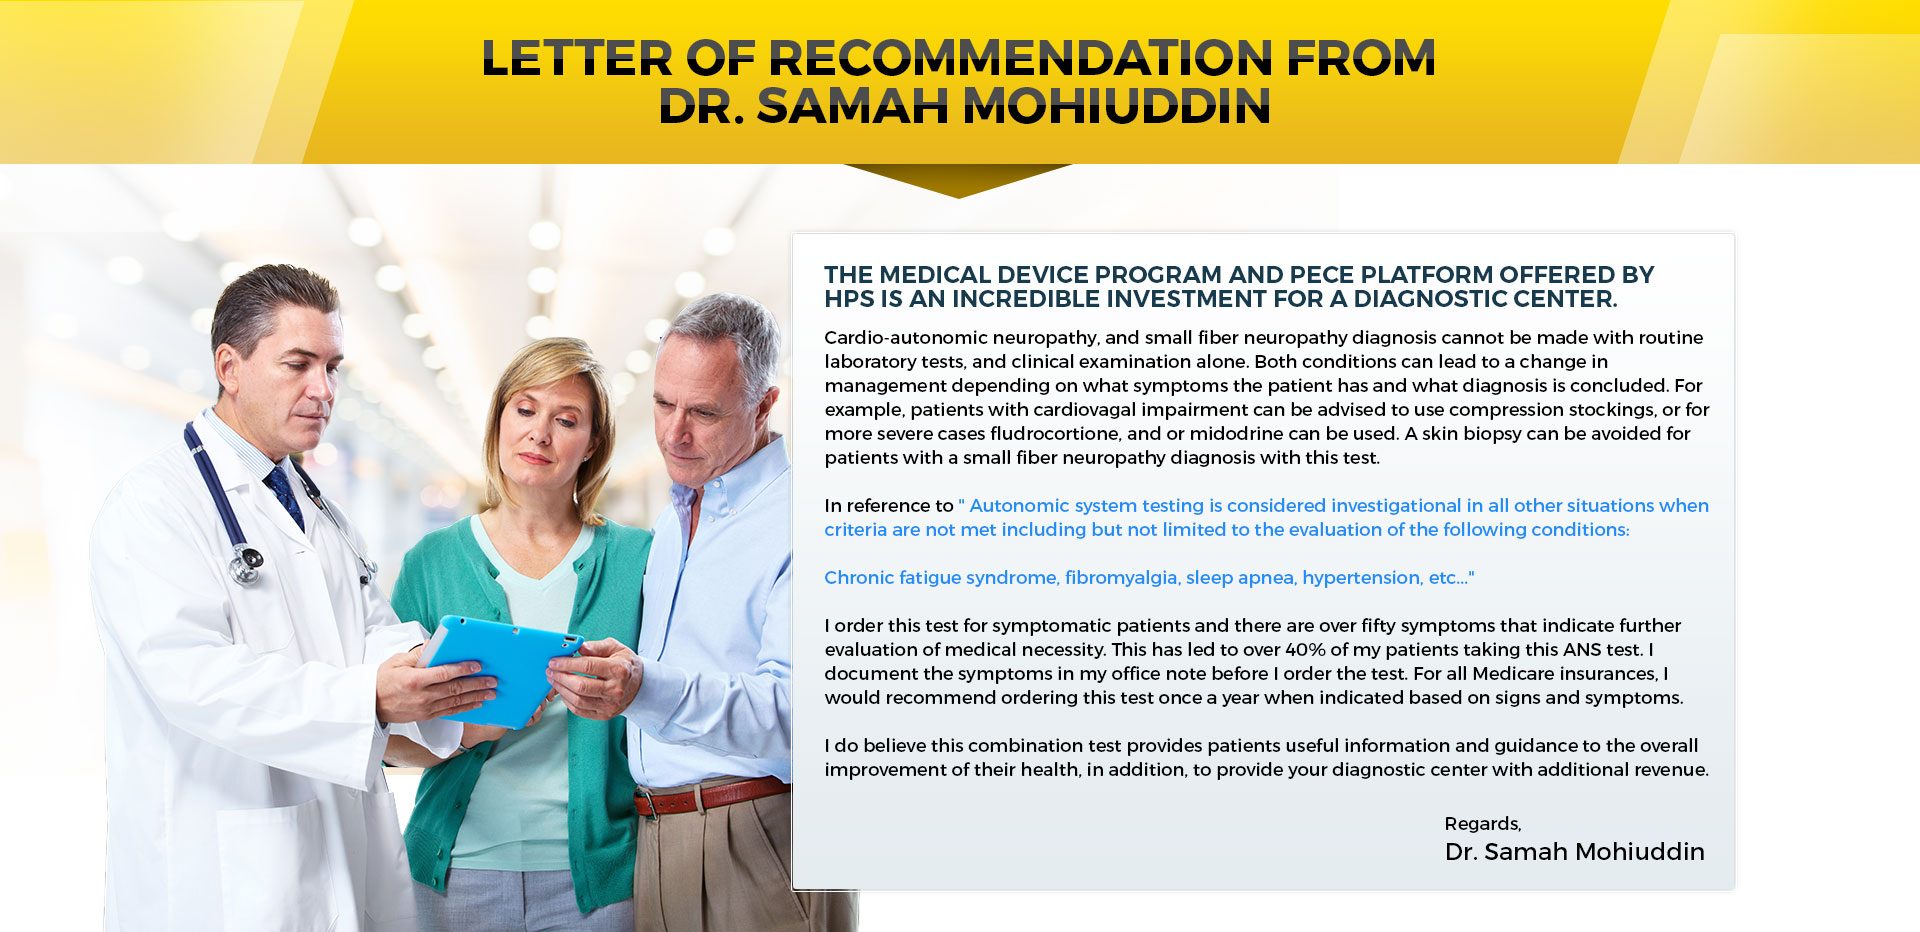 LETTER OF RECOMMENDATION FROM
DR. SAMAH MOHIUDDIN
THE MEDICAL DEVICE PROGRAM AND PECE PLATFORM OFFERED BY
HPS IS AN INCREDIBLE INVESTMENT FOR A DIAGNOSTIC CENTER.
Cardio-autonomic neuropathy, and small fiber neuropathy diagnosis cannot be made with routine
laboratory tests, and clinical examination alone. Both conditions can lead to a change in
management depending on what symptoms the patient has and what diagnosis is concluded. For
example, patients with cardiovagal impairment can be advised to use compression stockings, or for
more severe cases fludrocortione, and or midodrine can be used. A skin biopsy can be avoided for
patients with a small fiber neuropathy diagnosis with this test.
In reference to " Autonomic system testing is considered investigational in all other situations when
criteria are not met including but not limited to the evaluation of the following conditions:
Chronic fatigue syndrome, fibromyalgia, sleep apnea, hypertension, etc..."
I order this test for symptomatic patients and there are over fifty symptoms that indicate further
evaluation of medical necessity. This has led to over 40% of my patients taking this ANS test. I
document the symptoms in my office note before I order the test. For all Medicare insurances, I
would recommend ordering this test once a year when indicated based on signs and symptoms.
I do believe this combination test provides patients useful information and guidance to the overall
improvement of their health, in addition, to provide your diagnostic center with additional revenue.
Regards,
Dr. Samah Mohiuddin